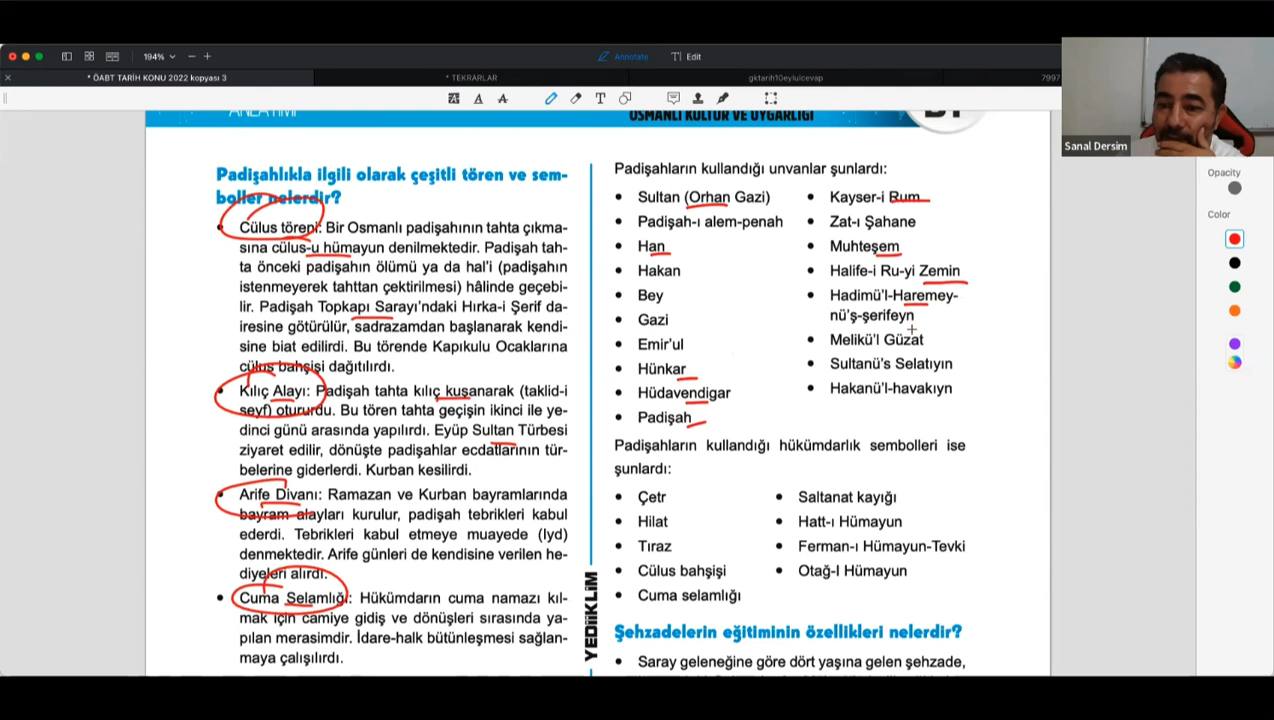 194%
Annotate
Edit
* ÖABT TARİH KONU 2022 kopyası 3
* TEKRARLAR
gktarih10eylulcevap
7997
Sanal Dersim
Opacity
Color
ANLATIMI
OSMANLI KÜLTÜR VE UYGARLIĞI
Padişahlıkla ilgili olarak çeşitli tören ve sem-
boller nelerdir?
• Cülus töreni: Bir Osmanlı padişahının tahta çıkma-
sına cülus-u hümayun denilmektedir. Padişah tah-
ta önceki padişahın ölümü ya da hal’i (padişahın
istenmeyerek tahttan çektirilmesi) hâlinde geçebi-
lir. Padişah Topkapı Sarayı’ndaki Hırka-i Şerif da-
iresine götürülür, sadrazamdan başlanarak kendi-
sine biat edilirdi. Bu törende Kapıkulu Ocaklarına
cülus bahşişi dağıtılırdı.
• Kılıç Alayı: Padişah tahta kılıç kuşanarak (taklid-i
seyf) otururdu. Bu tören tahta geçişin ikinci ile ye-
dinci günü arasında yapılırdı. Eyüp Sultan Türbesi
ziyaret edilir, dönüşte padişahlar ecdatlarının tür-
belerine giderlerdi. Kurban kesilirdi.
• Arife Divanı: Ramazan ve Kurban bayramlarında
bayram alayları kurulur, padişah tebrikleri kabul
ederdi. Tebrikleri kabul etmeye muayede (Iyd)
denmektedir. Arife günleri de kendisine verilen he-
diyeleri alırdı.
• Cuma Selamlığı: Hükümdarın cuma namazı kıl-
mak için camiye gidiş ve dönüşleri sırasında ya-
pılan merasimdir. İdare-halk bütünleşmesi sağlan-
maya çalışılırdı.
YEDİİKLİM
Padişahların kullandığı unvanlar şunlardı:
• Sultan (Orhan Gazi)
• Padişah-ı alem-penah
• Han
• Hakan
• Bey
• Gazi
• Emir’ul
• Hünkar
• Hüdavendigar
• Padişah
• Kayser-i Rum
• Zat-ı Şahane
• Muhteşem
• Halife-i Ru-yi Zemin
• Hadimü’l-Haremey-
nü’ş-şerifeyn
• Melikü’l Güzat
• Sultanü’s Selatıyın
• Hakanü’l-havakıyn
Padişahların kullandığı hükümdarlık sembolleri ise
şunlardı:
• Çetr
• Hilat
• Tıraz
• Cülus bahşişi
• Cuma selamlığı
• Saltanat kayığı
• Hatt-ı Hümayun
• Ferman-ı Hümayun-Tevki
• Otağ-I Hümayun
Şehzadelerin eğitiminin özellikleri nelerdir?
• Saray geleneğine göre dört yaşına gelen şehzade,